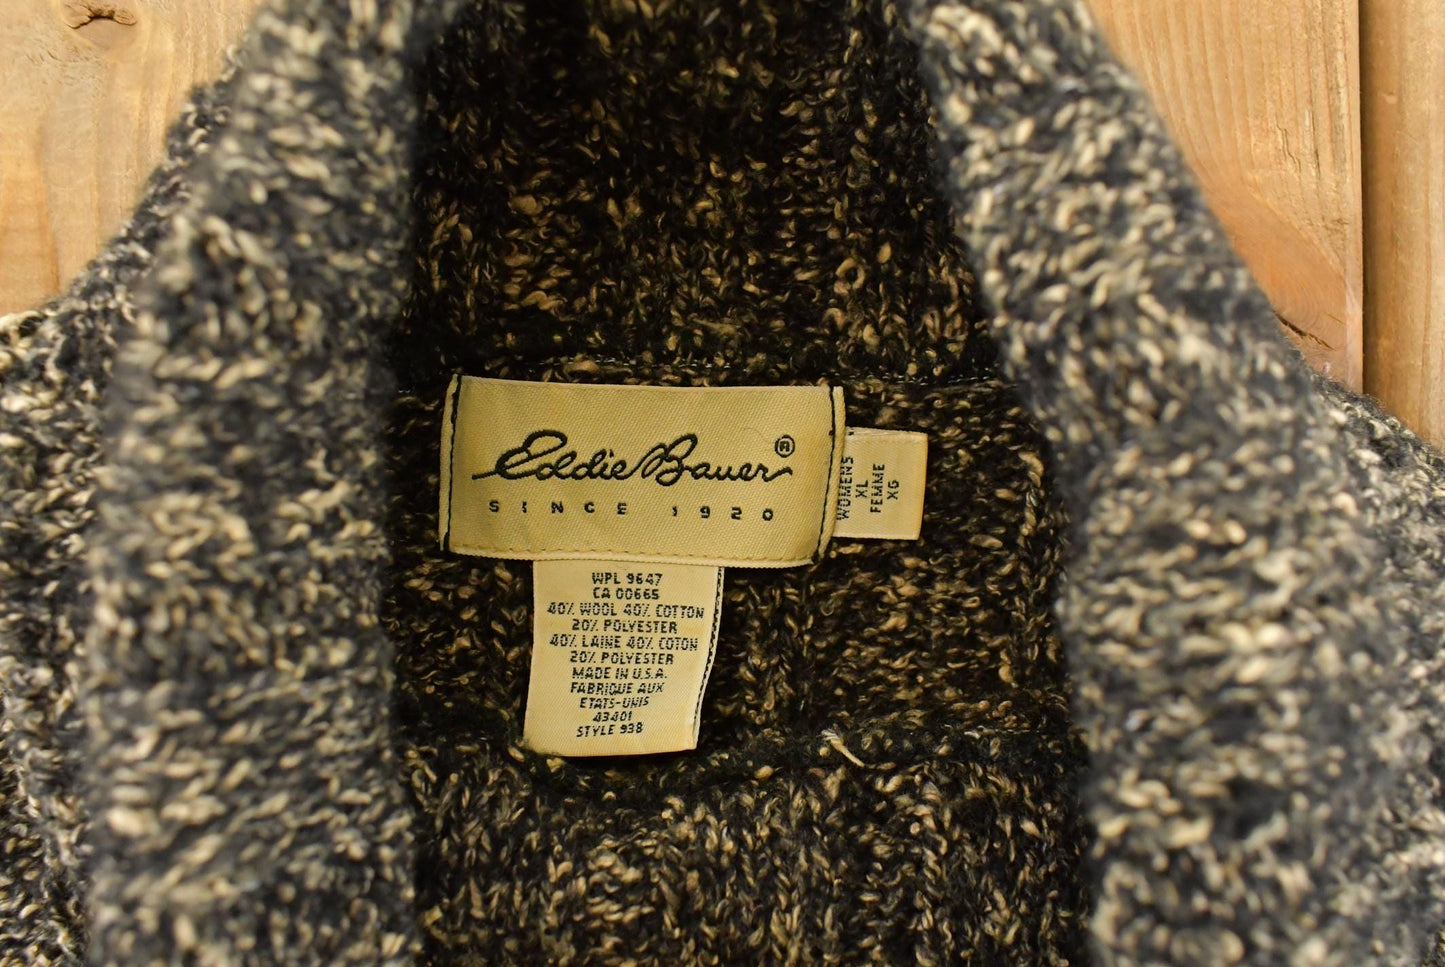 Eddie Bauer®
SINCE 1920
WOMENS
XL
FEMME
XG
WPL 9647
CA 00665
40% WOOL 40% COTTON
20% POLYESTER
40% LAINE 40% COTON
20% POLYESTER
MADE IN U.S.A.
FABRIQUE AUX
ETATS-UNIS
43401
STYLE 938